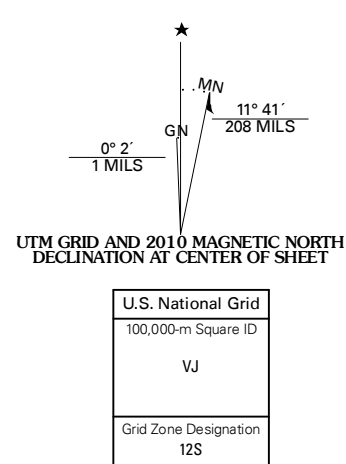 ★
MN
GN
11° 41´
208 MILS
0° 2´
1 MILS
UTM GRID AND 2010 MAGNETIC NORTH
DECLINATION AT CENTER OF SHEET
U.S. National Grid
100,000-m Square ID
VJ
Grid Zone Designation
12S